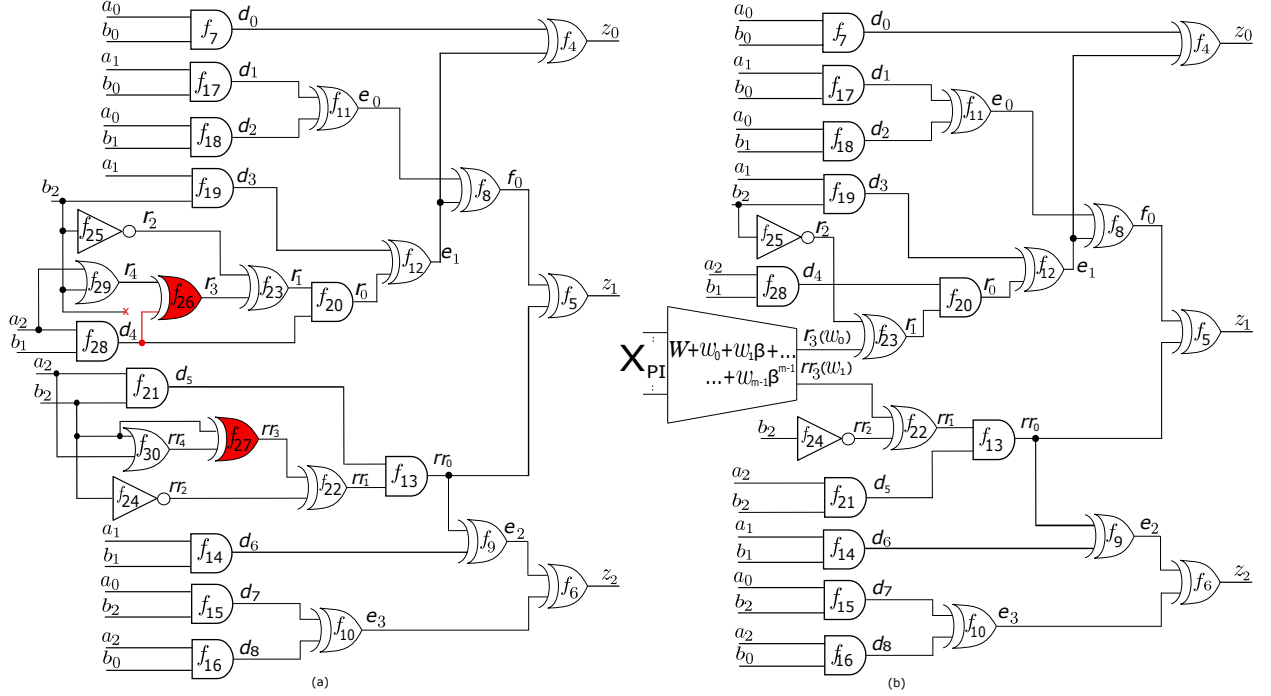 a₀ d₀
b₀ f₇ f₄ z₀
a₁ d₁
b₀ f₁₇ f₁₁ e₀
a₀ d₂
b₁ f₁₈
a₁ d₃
f₁₉ f₈ f₀
b₂
f₂₅ r₂
f₁₂ e₁
f₂₉ r₄ f₂₆ r₃ f₂₃ r₁ f₂₀ r₀ f₅ z₁
x
a₂ d₄
b₁ f₂₈
a₂ d₅
b₂ f₂₁
f₃₀ rr₄ f₂₇ rr₃
f₂₄ rr₂ f₂₂ rr₁ f₁₃ rr₀
a₁ d₆
b₁ f₁₄ f₉ e₂
a₀ d₇
b₂ f₁₅ f₆ z₂
f₁₀ e₃
a₂ d₈
b₀ f₁₆
(a)
a₀ d₀
b₀ f₇ f₄ z₀
a₁ d₁
b₀ f₁₇ f₁₁ e₀
a₀ d₂
b₁ f₁₈
a₁ d₃
b₂ f₁₉ f₈ f₀
f₂₅ r₂
f₁₂ e₁
a₂ d₄
b₁ f₂₈ f₂₀ r₀
f₂₃ r₁ f₅ z₁
X_PI W+w₀+w₁β+... r₃(w₀)
...+w_{m-1}β^{m-1} rr₃(w₁)
b₂ f₂₄ rr₂ f₂₂ rr₁ f₁₃ rr₀
a₂ d₅
b₂ f₂₁
a₁ d₆
b₁ f₁₄ f₉ e₂
a₀ d₇
b₂ f₁₅ f₆ z₂
f₁₀ e₃
a₂ d₈
b₀ f₁₆
(b)